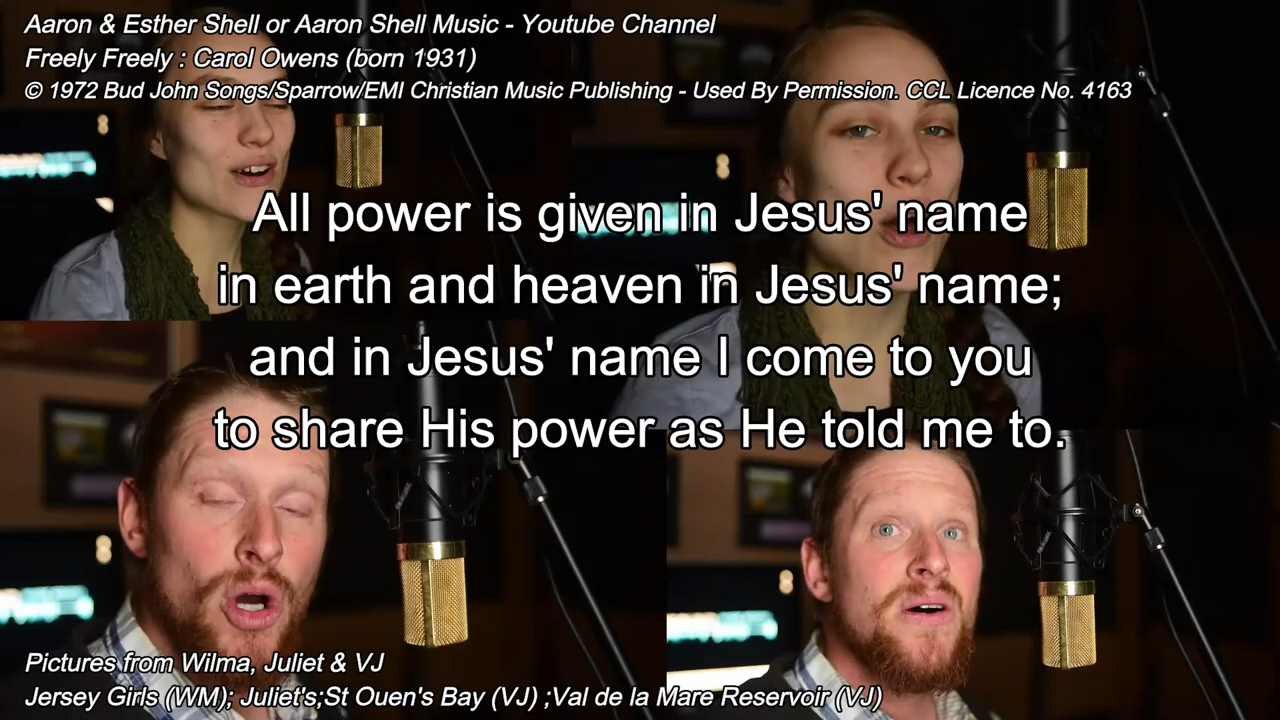 Aaron & Esther Shell or Aaron Shell Music - Youtube Channel
Freely Freely : Carol Owens (born 1931)
© 1972 Bud John Songs/Sparrow/EMI Christian Music Publishing - Used By Permission. CCL Licence No. 4163
All power is given in Jesus' name
in earth and heaven in Jesus' name;
and in Jesus' name I come to you
to share His power as He told me to.
Pictures from Wilma, Juliet & VJ
Jersey Girls (WM); Juliet's;St Ouen's Bay (VJ) ;Val de la Mare Reservoir (VJ)